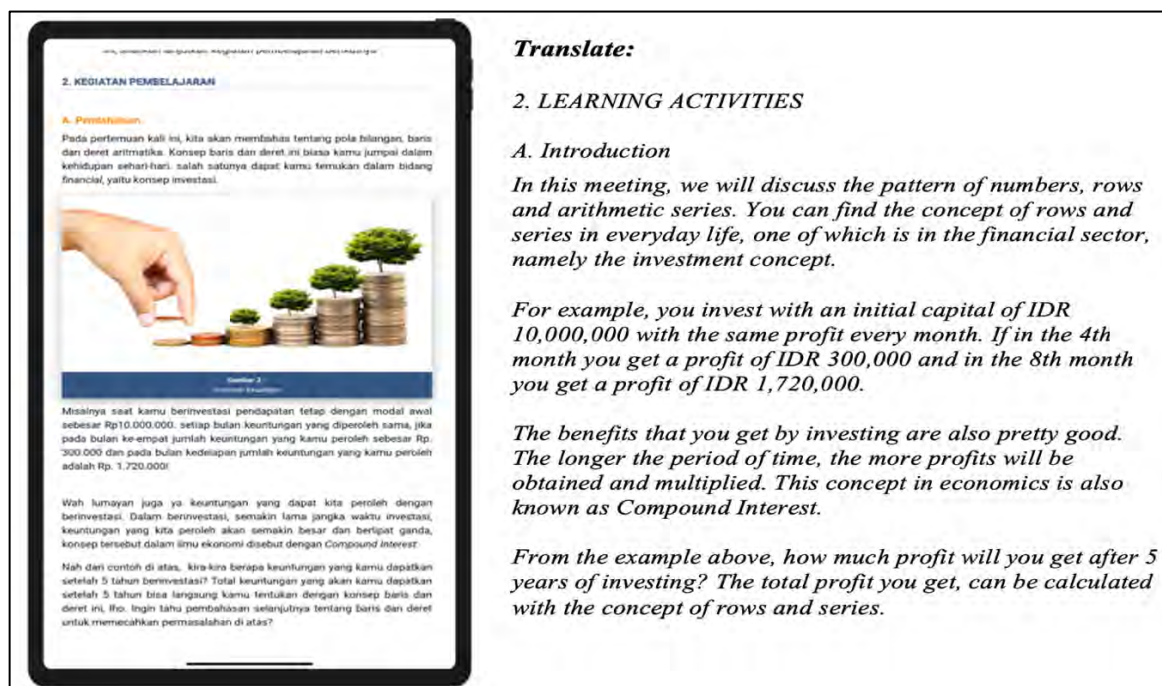 2. KEGIATAN PEMBELAJARAN
A. Pendahuluan
Pada pertemuan kali ini, kita akan membahas tentang pola bilangan, baris
dan deret aritmatika. Konsep baris dan deret ini biasa kamu jumpai dalam
kehidupan sehari-hari. salah satunya dapat kamu temukan dalam bidang
financial, yaitu konsep investasi.
Gambar 2
Misalnya saat kamu berinvestasi pendapatan tetap dengan modal awal
sebesar Rp10.000.000. setiap bulan keuntungan yang diperoleh sama, jika
pada bulan ke-empat jumlah keuntungan yang kamu peroleh sebesar Rp.
300.000 dan pada bulan kedelapan jumlah keuntungan yang kamu peroleh
adalah Rp. 1.720.000!
Wah lumayan juga ya keuntungan yang dapat kita peroleh dengan
berinvestasi. Dalam berinvestasi, semakin lama jangka waktu investasi,
keuntungan yang kita peroleh akan semakin besar dan berlipat ganda,
konsep tersebut dalam ilmu ekonomi disebut dengan Compound Interest.
Nah dari contoh di atas, kira-kira berapa keuntungan yang kamu dapatkan
setelah 5 tahun berinvestasi? Total keuntungan yang akan kamu dapatkan
setelah 5 tahun bisa langsung kamu tentukan dengan konsep baris dan
deret ini, lho. Ingin tahu pembahasan selanjutnya tentang baris dan deret
untuk memecahkan permasalahan di atas?
Translate:
2. LEARNING ACTIVITIES
A. Introduction
In this meeting, we will discuss the pattern of numbers, rows
and arithmetic series. You can find the concept of rows and
series in everyday life, one of which is in the financial sector,
namely the investment concept.
For example, you invest with an initial capital of IDR
10,000,000 with the same profit every month. If in the 4th
month you get a profit of IDR 300,000 and in the 8th month
you get a profit of IDR 1,720,000.
The benefits that you get by investing are also pretty good.
The longer the period of time, the more profits will be
obtained and multiplied. This concept in economics is also
known as Compound Interest.
From the example above, how much profit will you get after 5
years of investing? The total profit you get, can be calculated
with the concept of rows and series.